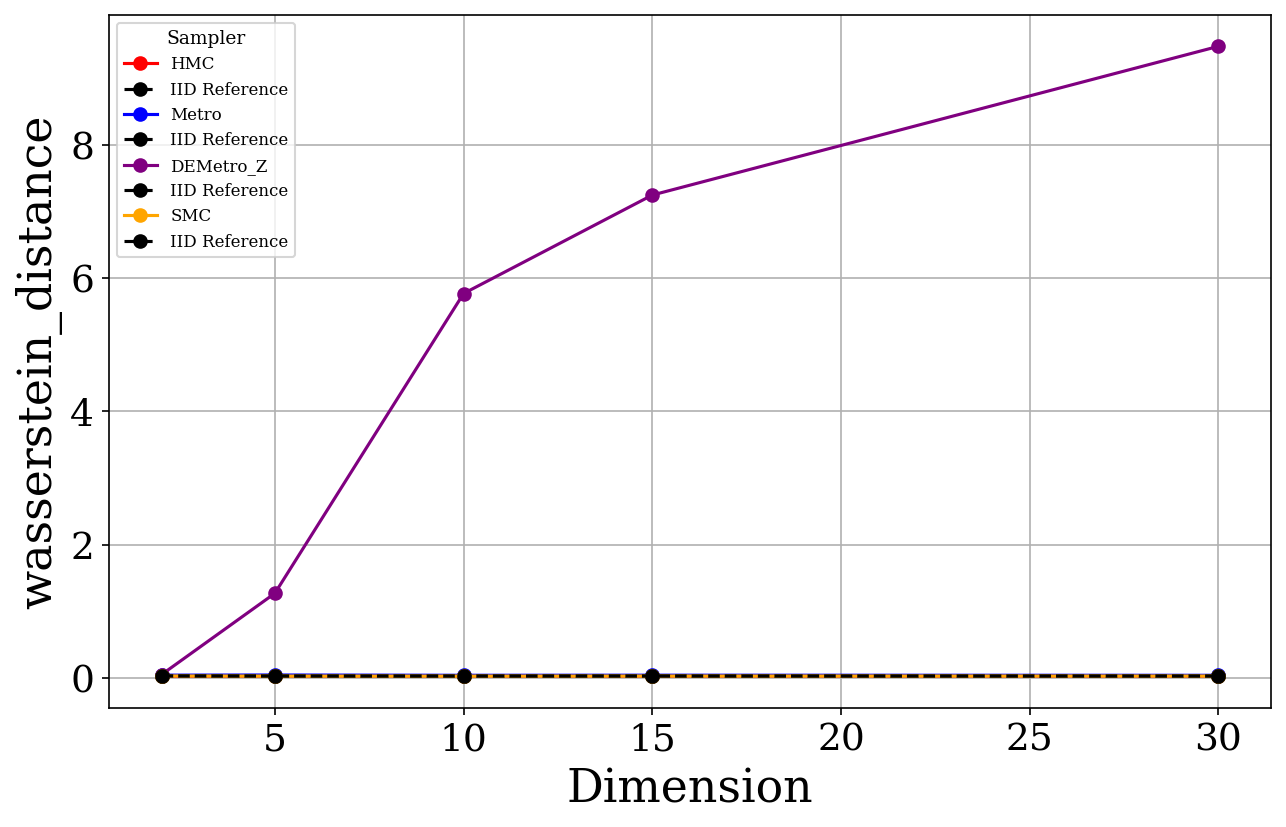 Sampler
HMC
IID Reference
Metro
IID Reference
DEMetro_Z
IID Reference
SMC
IID Reference
wasserstein_distance
8
6
4
2
0
5 10 15 20 25 30
Dimension